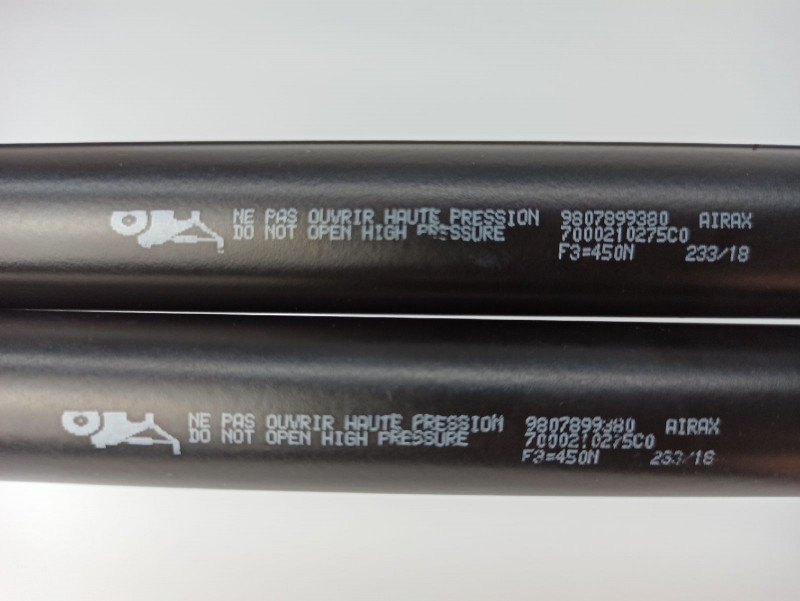 NE PAS OUVRIR HAUTE PRESSION 9807899380 AIRAX
DO NOT OPEN HIGH PRESSURE 7000210275C0
F3=450N 233/18
NE PAS OUVRIR HAUTE PRESSION 9807899380 AIRAX
DO NOT OPEN HIGH PRESSURE 7000210275C0
F3=450N 233/18